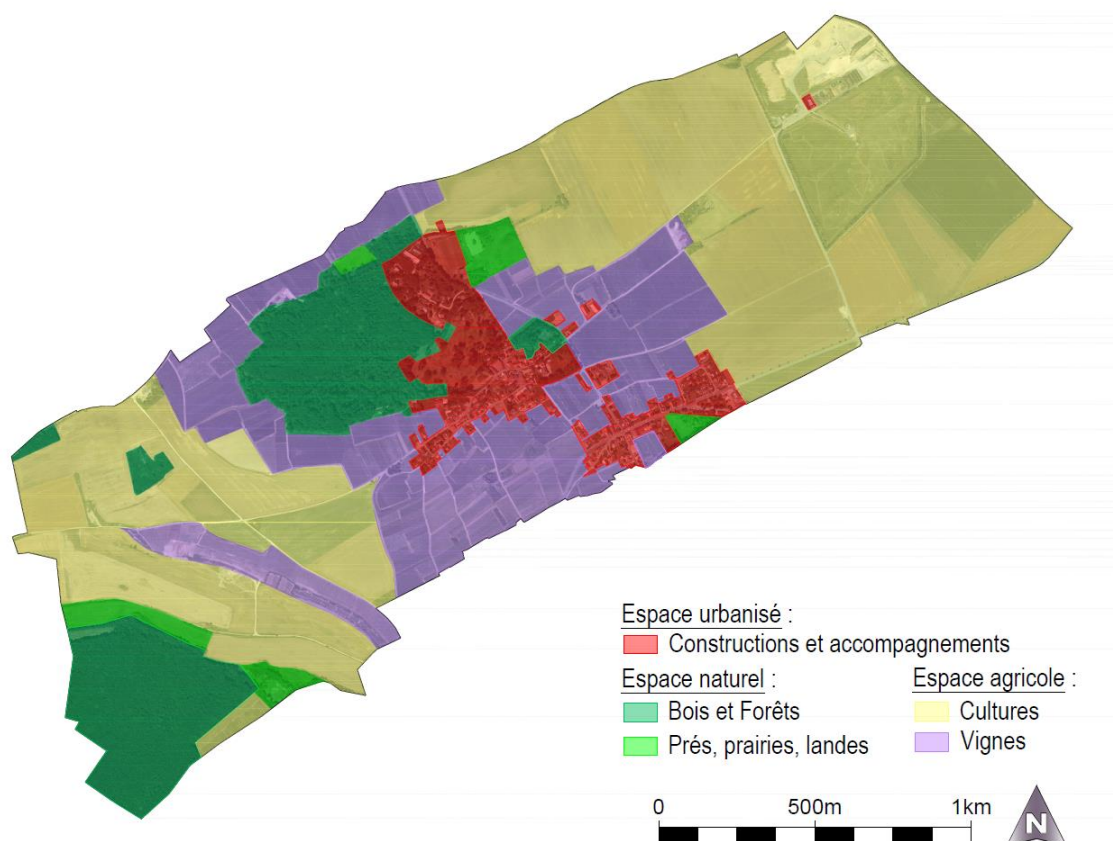 Espace urbanisé :
Constructions et accompagnements
Espace naturel :
Bois et Forêts
Prés, prairies, landes
Espace agricole :
Cultures
Vignes
0 500m 1km
N